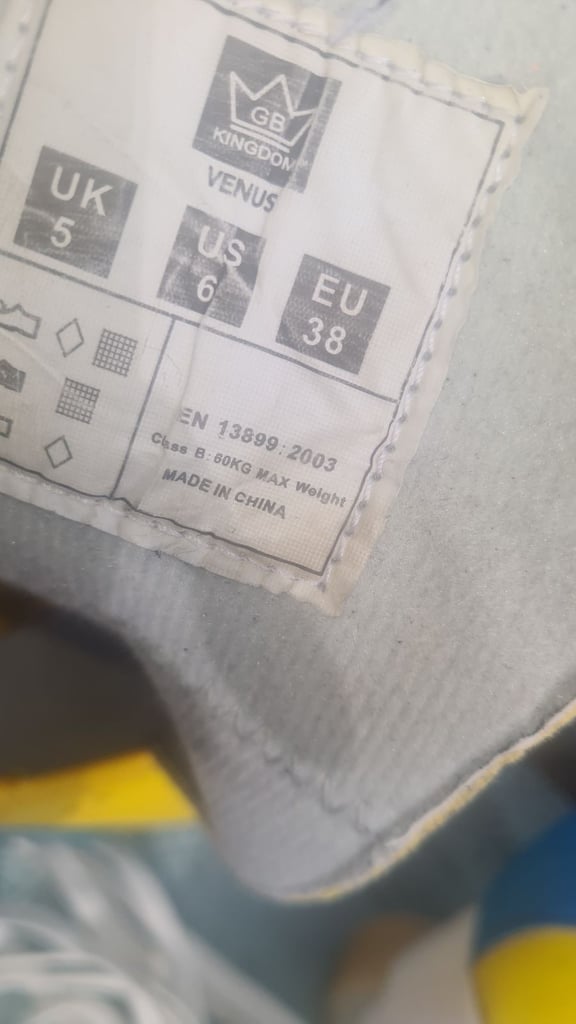 GB
KINGDOM
VENUS
UK
5
US
6
EU
38
EN 13899:2003
Class B:60KG MAX Weight
MADE IN CHINA